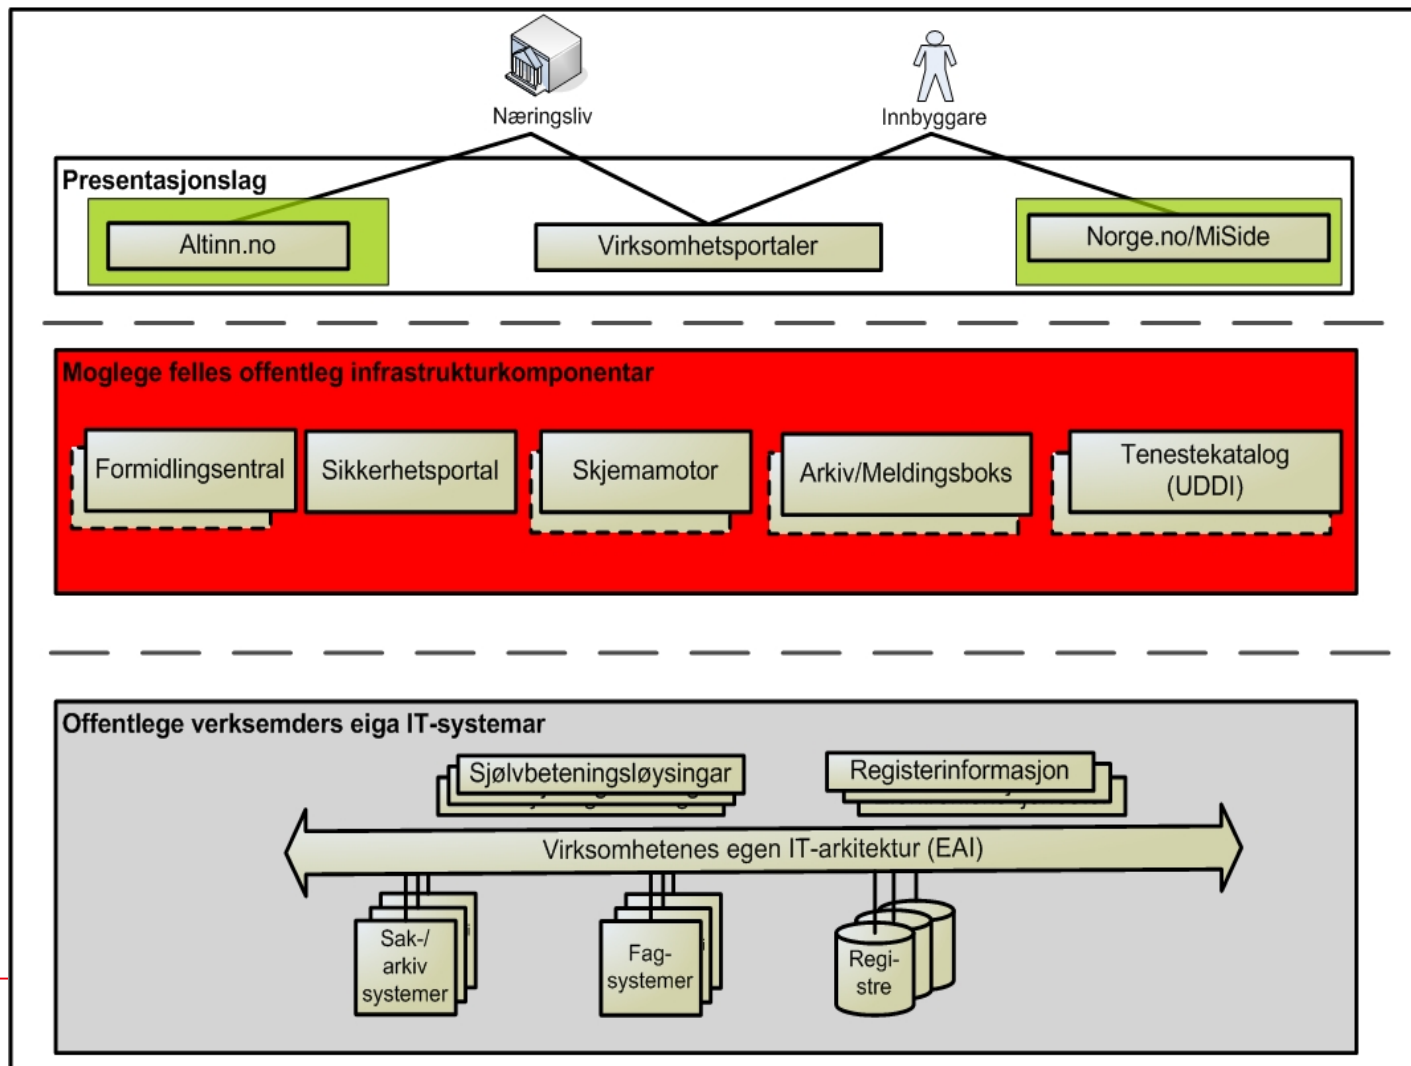 Næringsliv
Innbyggare
Presentasjonslag
Altinn.no
Virksomhetsportaler
Norge.no/MiSide
Moglege felles offentleg infrastrukturkomponentar
Formidlingsentral
Sikkerhetsportal
Skjemamotor
Arkiv/Meldingsboks
Tenestekatalog
(UDDI)
Offentlege verksemders eiga IT-systemar
Sjølvbeteningsløysingar
Registerinformasjon
Virksomhetenes egen IT-arkitektur (EAI)
Sak-/
arkiv
systemer
Fag-
systemer
Regi-
stre